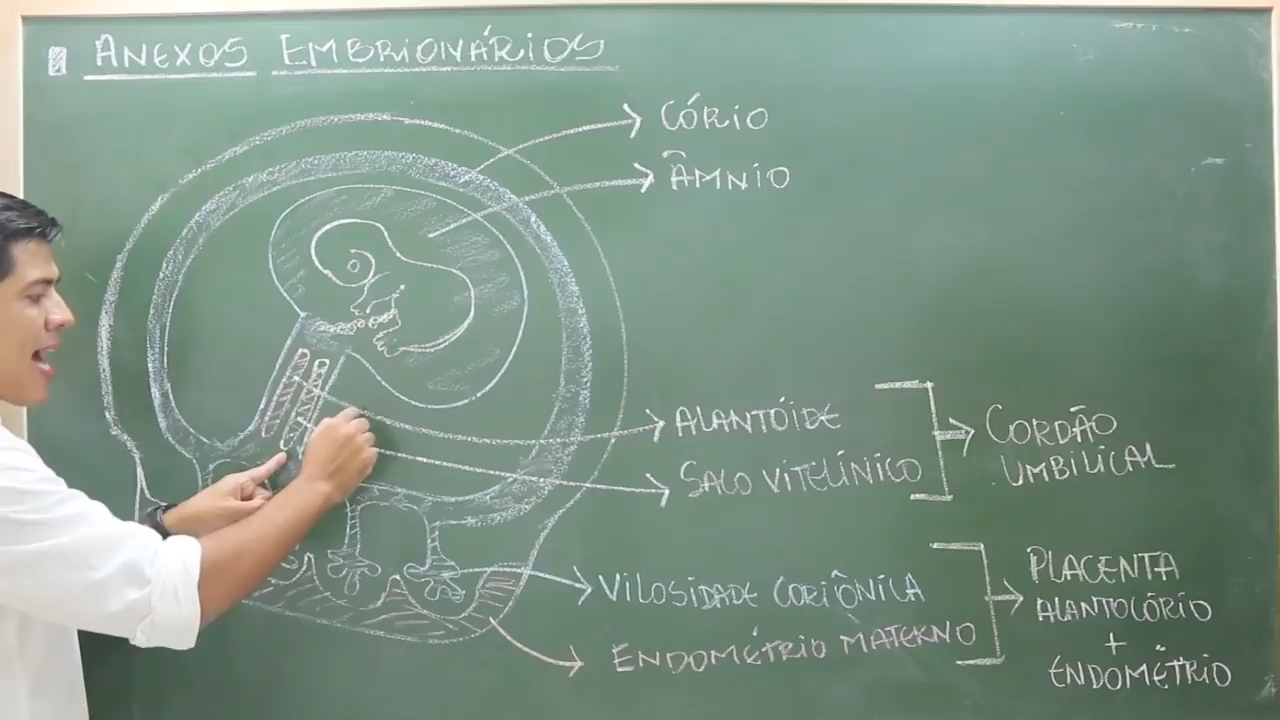 ANEXOS EMBRIONÁRIOS
CÓRIO
ÂMNIO
ALANTÓIDE
SACO VITELÍNICO
CORDÃO
UMBILICAL
VILOSIDADE CORIÔNICA
ENDOMÉTRIO MATERNO
PLACENTA
ALANTOCÓRIO
+
ENDOMÉTRIO